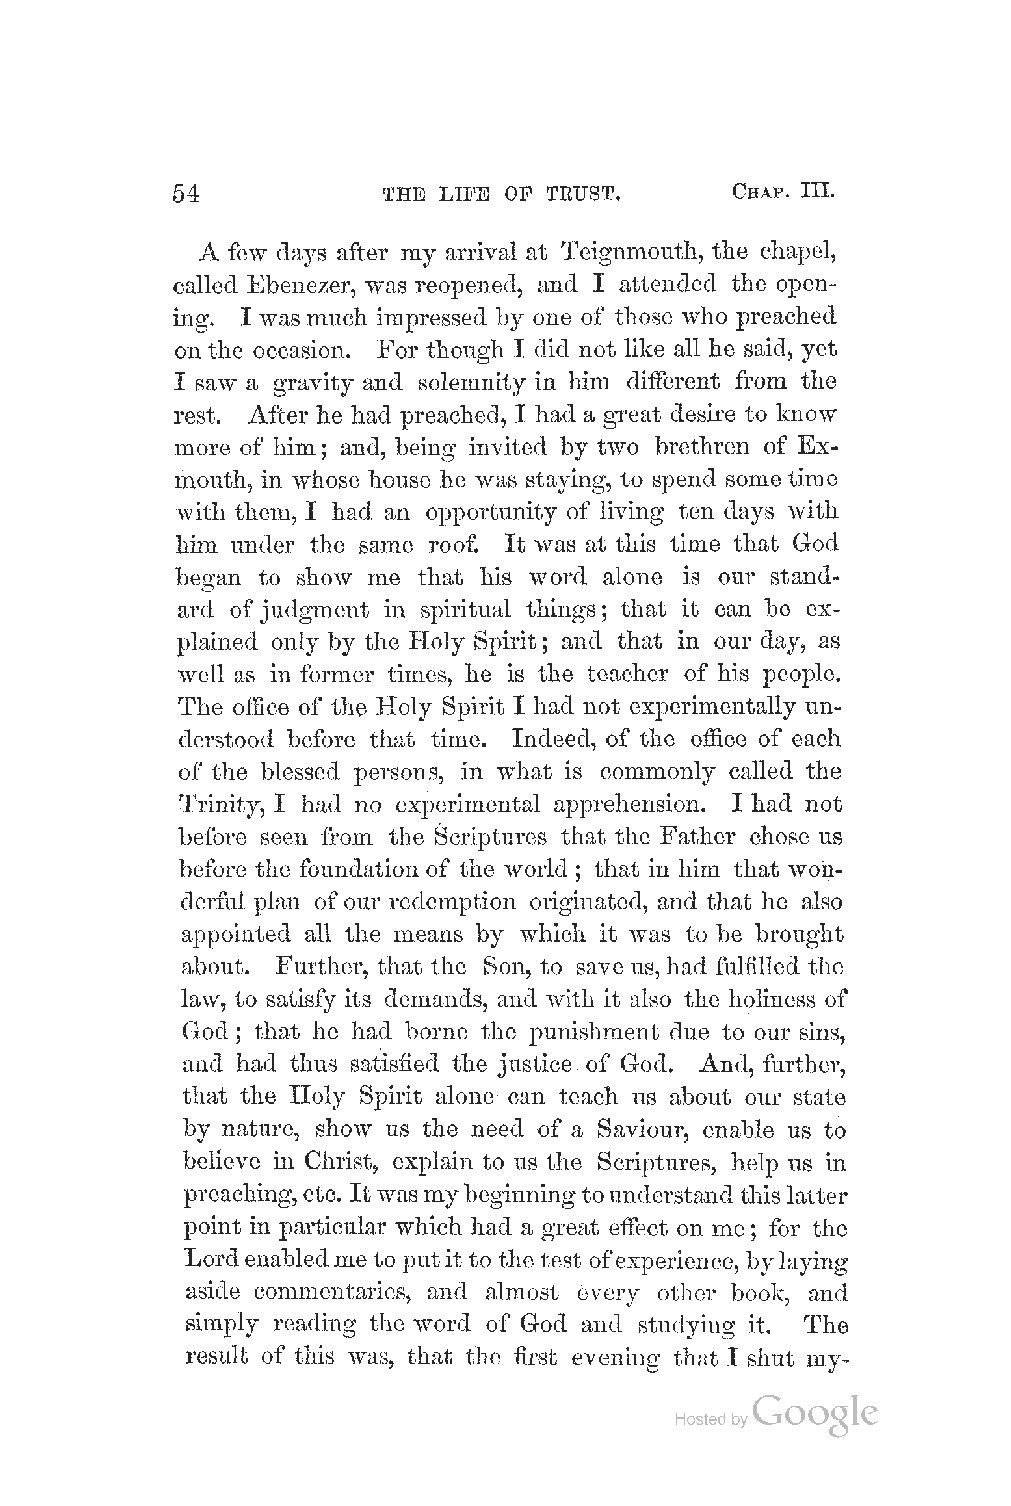 54 THE LIFE OF TRUST. CHAP. III.
A few days after my arrival at Teignmouth, the chapel,
called Ebenezer, was reopened, and I attended the open-
ing. I was much impressed by one of those who preached
on the occasion. For though I did not like all he said, yet
I saw a gravity and solemnity in him different from the
rest. After he had preached, I had a great desire to know
more of him; and, being invited by two brethren of Ex-
mouth, in whose house he was staying, to spend some time
with them, I had an opportunity of living ten days with
him under the same roof. It was at this time that God
began to show me that his word alone is our stand-
ard of judgment in spiritual things; that it can be ex-
plained only by the Holy Spirit; and that in our day, as
well as in former times, he is the teacher of his people.
The office of the Holy Spirit I had not experimentally un-
derstood before that time. Indeed, of the office of each
of the blessed persons, in what is commonly called the
Trinity, I had no experimental apprehension. I had not
before seen from the Scriptures that the Father chose us
before the foundation of the world; that in him that won-
derful plan of our redemption originated, and that he also
appointed all the means by which it was to be brought
about. Further, that the Son, to save us, had fulfilled the
law, to satisfy its demands, and with it also the holiness of
God; that he had borne the punishment due to our sins,
and had thus satisfied the justice of God. And, further,
that the Holy Spirit alone can teach us about our state
by nature, show us the need of a Saviour, enable us to
believe in Christ, explain to us the Scriptures, help us in
preaching, etc. It was my beginning to understand this latter
point in particular which had a great effect on me; for the
Lord enabled me to put it to the test of experience, by laying
aside commentaries, and almost every other book, and
simply reading the word of God and studying it. The
result of this was, that the first evening that I shut my-
Hosted by Google